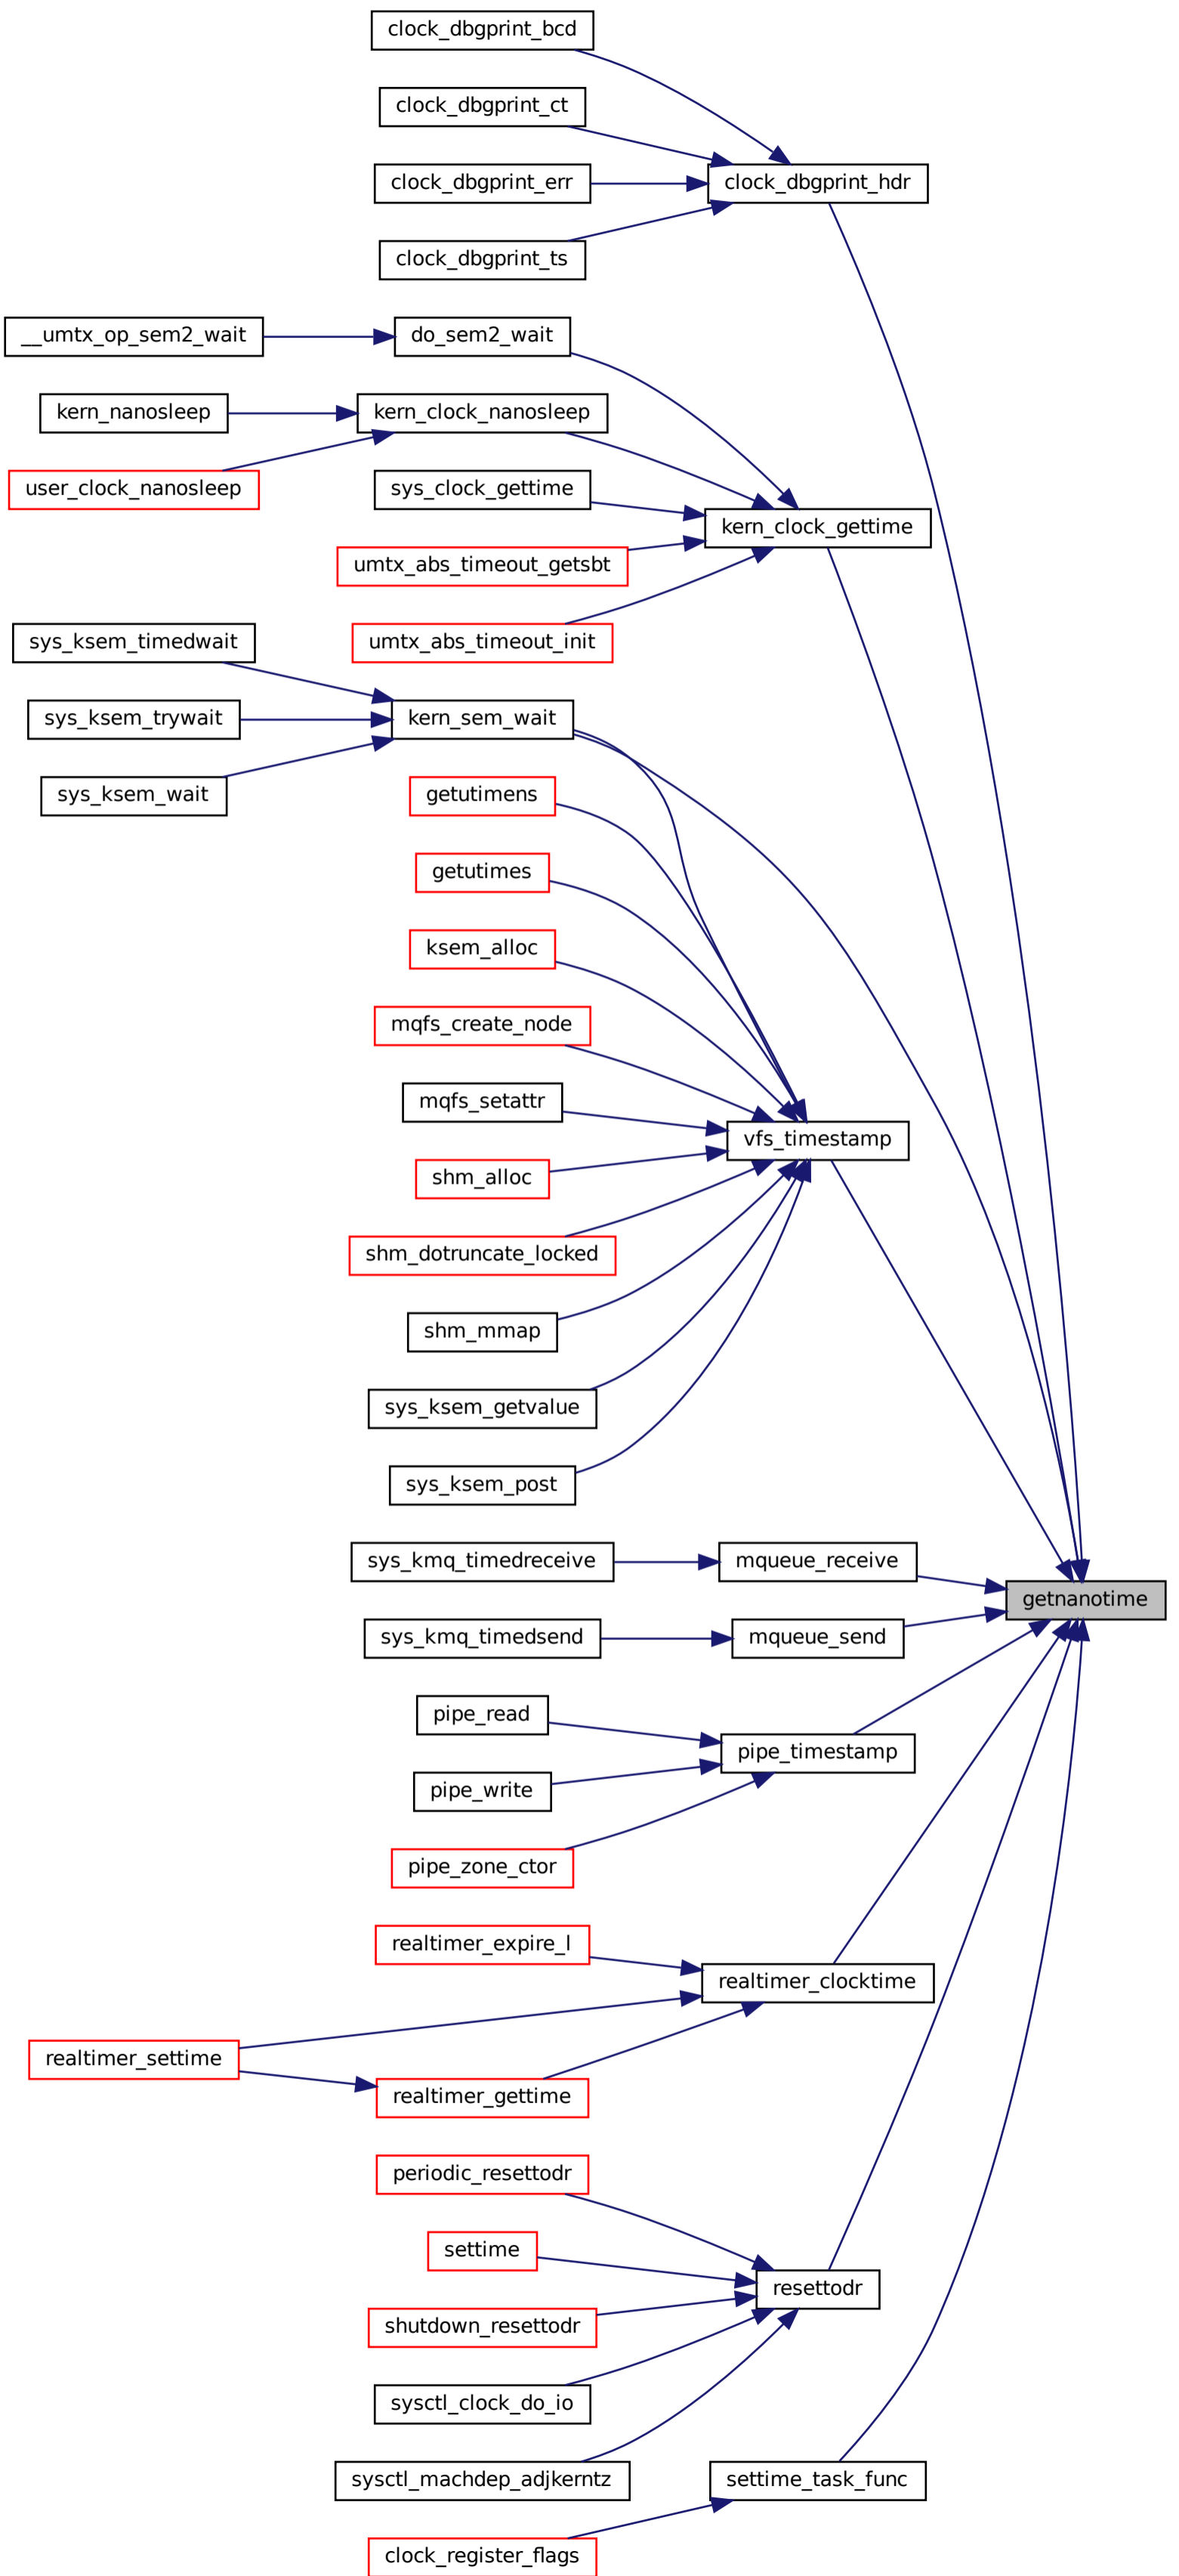 clock_dbgprint_bcd
clock_dbgprint_ct
clock_dbgprint_err
clock_dbgprint_hdr
clock_dbgprint_ts
__umtx_op_sem2_wait
do_sem2_wait
kern_nanosleep
kern_clock_nanosleep
user_clock_nanosleep
sys_clock_gettime
kern_clock_gettime
umtx_abs_timeout_getsbt
sys_ksem_timedwait
umtx_abs_timeout_init
sys_ksem_trywait
kern_sem_wait
sys_ksem_wait
getutimens
getutimes
ksem_alloc
mqfs_create_node
mqfs_setattr
vfs_timestamp
shm_alloc
shm_dotruncate_locked
shm_mmap
sys_ksem_getvalue
sys_ksem_post
sys_kmq_timedreceive
mqueue_receive
getnanotime
sys_kmq_timedsend
mqueue_send
pipe_read
pipe_timestamp
pipe_write
pipe_zone_ctor
realtimer_expire_l
realtimer_clocktime
realtimer_settime
realtimer_gettime
periodic_resettodr
settime
resettodr
shutdown_resettodr
sysctl_clock_do_io
sysctl_machdep_adjkerntz
settime_task_func
clock_register_flags